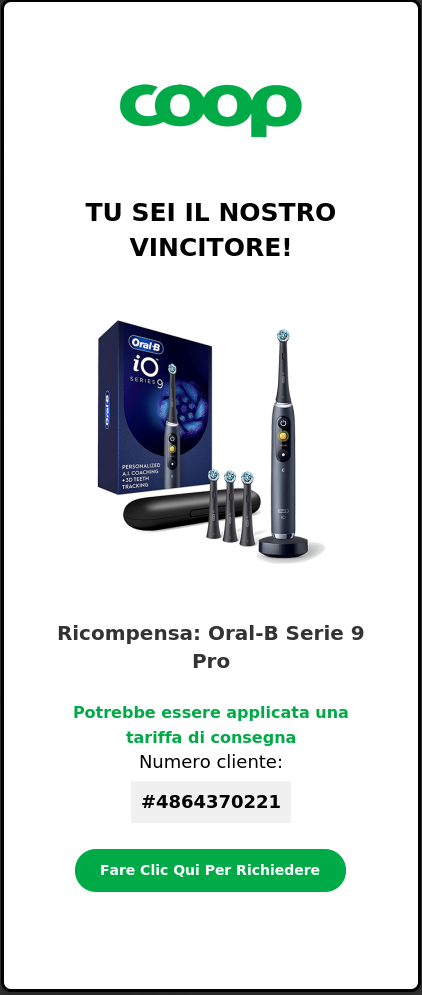 coop
TU SEI IL NOSTRO
VINCITORE!
Oral-B
iO
SERIES 9
Oral-B
PERSONALIZED
A.I. COACHING
+3D TEETH
TRACKING
Ricompensa: Oral-B Serie 9
Pro
Potrebbe essere applicata una
tariffa di consegna
Numero cliente:
#4864370221
Fare Clic Qui Per Richiedere